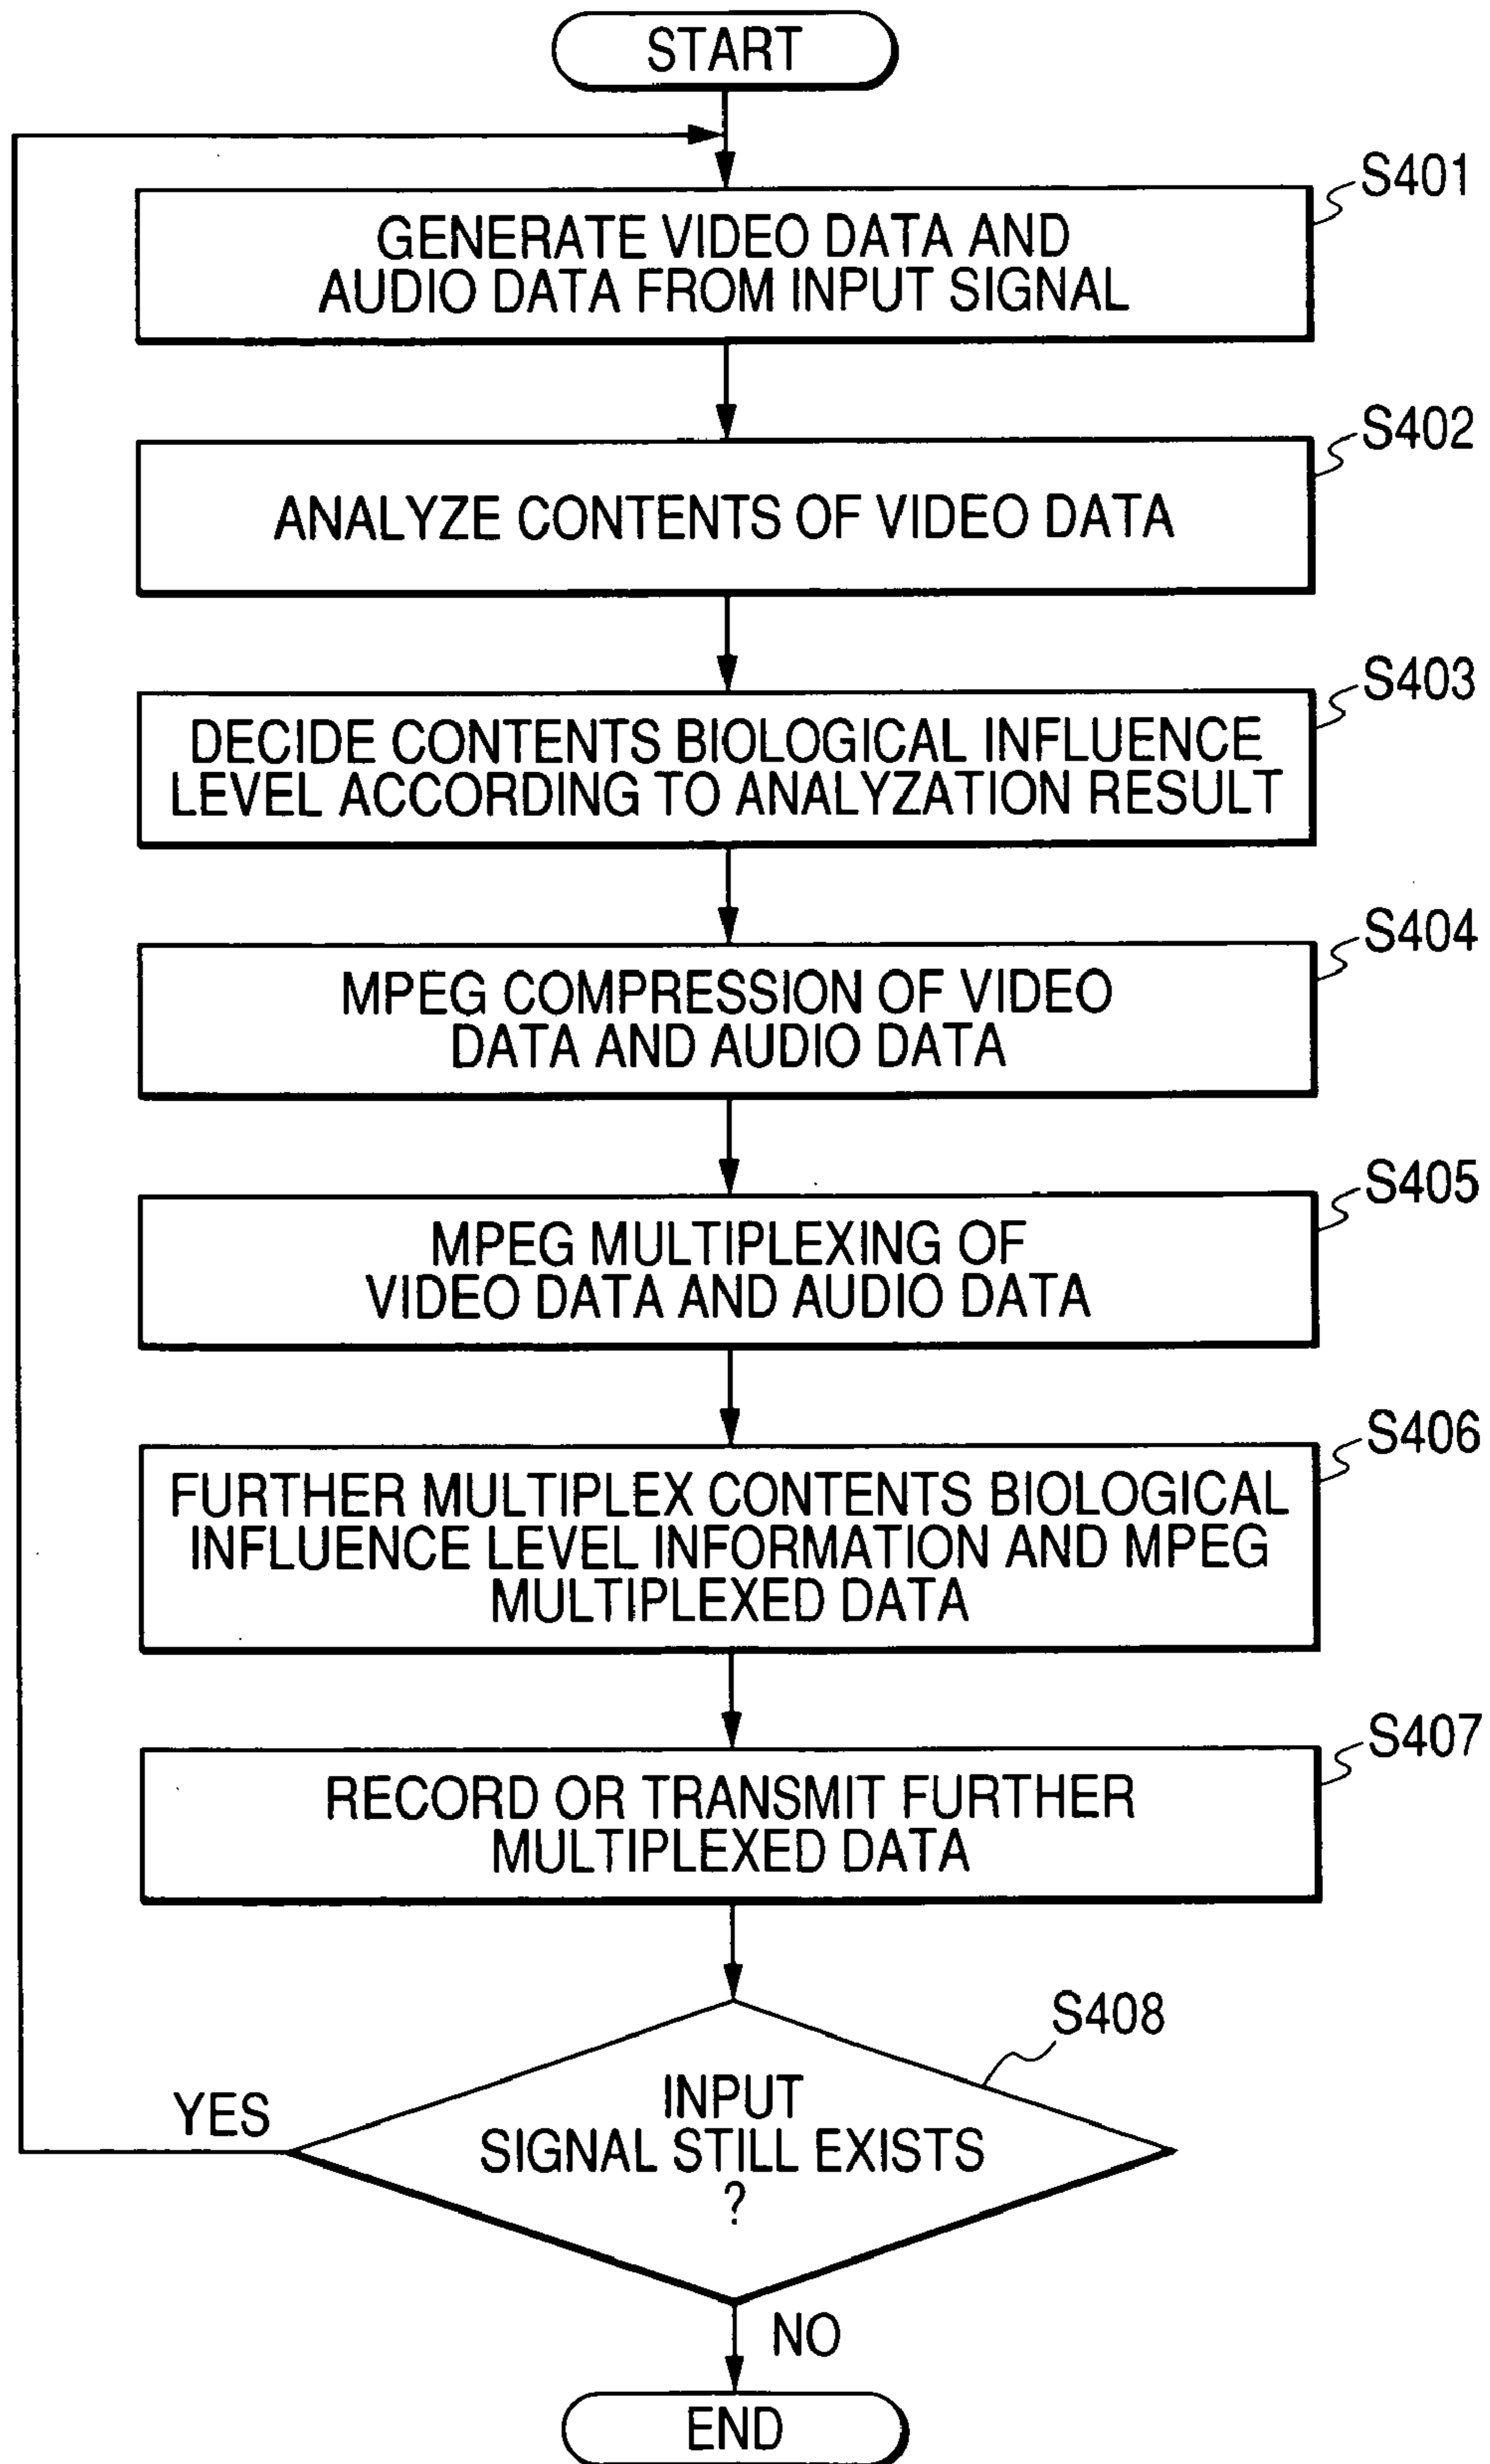 START
S401
GENERATE VIDEO DATA AND
AUDIO DATA FROM INPUT SIGNAL
S402
ANALYZE CONTENTS OF VIDEO DATA
S403
DECIDE CONTENTS BIOLOGICAL INFLUENCE
LEVEL ACCORDING TO ANALYZATION RESULT
S404
MPEG COMPRESSION OF VIDEO
DATA AND AUDIO DATA
S405
MPEG MULTIPLEXING OF
VIDEO DATA AND AUDIO DATA
S406
FURTHER MULTIPLEX CONTENTS BIOLOGICAL
INFLUENCE LEVEL INFORMATION AND MPEG
MULTIPLEXED DATA
S407
RECORD OR TRANSMIT FURTHER
MULTIPLEXED DATA
S408
YES
INPUT
SIGNAL STILL EXISTS
?
NO
END